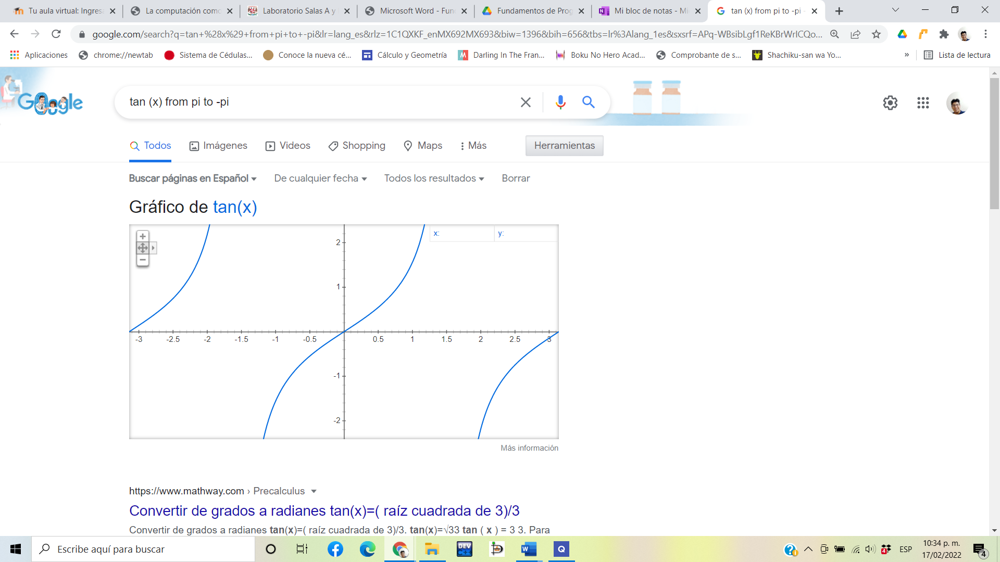 Tu aula virtual: Ingresa
La computación como
Laboratorio Salas A y
Microsoft Word - Fun
Fundamentos de Prog
Mi bloc de notas - Mi
tan (x) from pi to -pi -
google.com/search?q=tan+%28x%29+from+pi+to+-pi&lr=lang_es&rlz=1C1QXKF_enMX692MX693&biw=1396&bih=656&tbs=lr%3Alang_1es&sxsrf=APq-WBsibLgf1ReKBrWrICQo...
Aplicaciones
chrome://newtab
Sistema de Cédulas...
Conoce la nueva cé...
Cálculo y Geometría
Darling In The Fran...
Boku No Hero Acad...
Comprobante de s...
Shachiku-san wa Yo...
»
Lista de lectura
Google
tan (x) from pi to -pi
Todos
Imágenes
Videos
Shopping
Maps
Más
Herramientas
Buscar páginas en Español
De cualquier fecha
Todos los resultados
Borrar
Gráfico de tan(x)
x:
y:
2
1
-3
-2.5
-2
-1.5
-1
-0.5
0.5
1
1.5
2
2.5
3
-1
-2
Más información
https://www.mathway.com › Precalculus
Convertir de grados a radianes tan(x)=( raíz cuadrada de 3)/3
Convertir de grados a radianes tan(x)=( raíz cuadrada de 3)/3. tan(x)=√33 tan ( x ) = 3 3. Para
Escribe aquí para buscar
DEV
W
Q
4
ESP
10:34 p. m.
17/02/2022
4